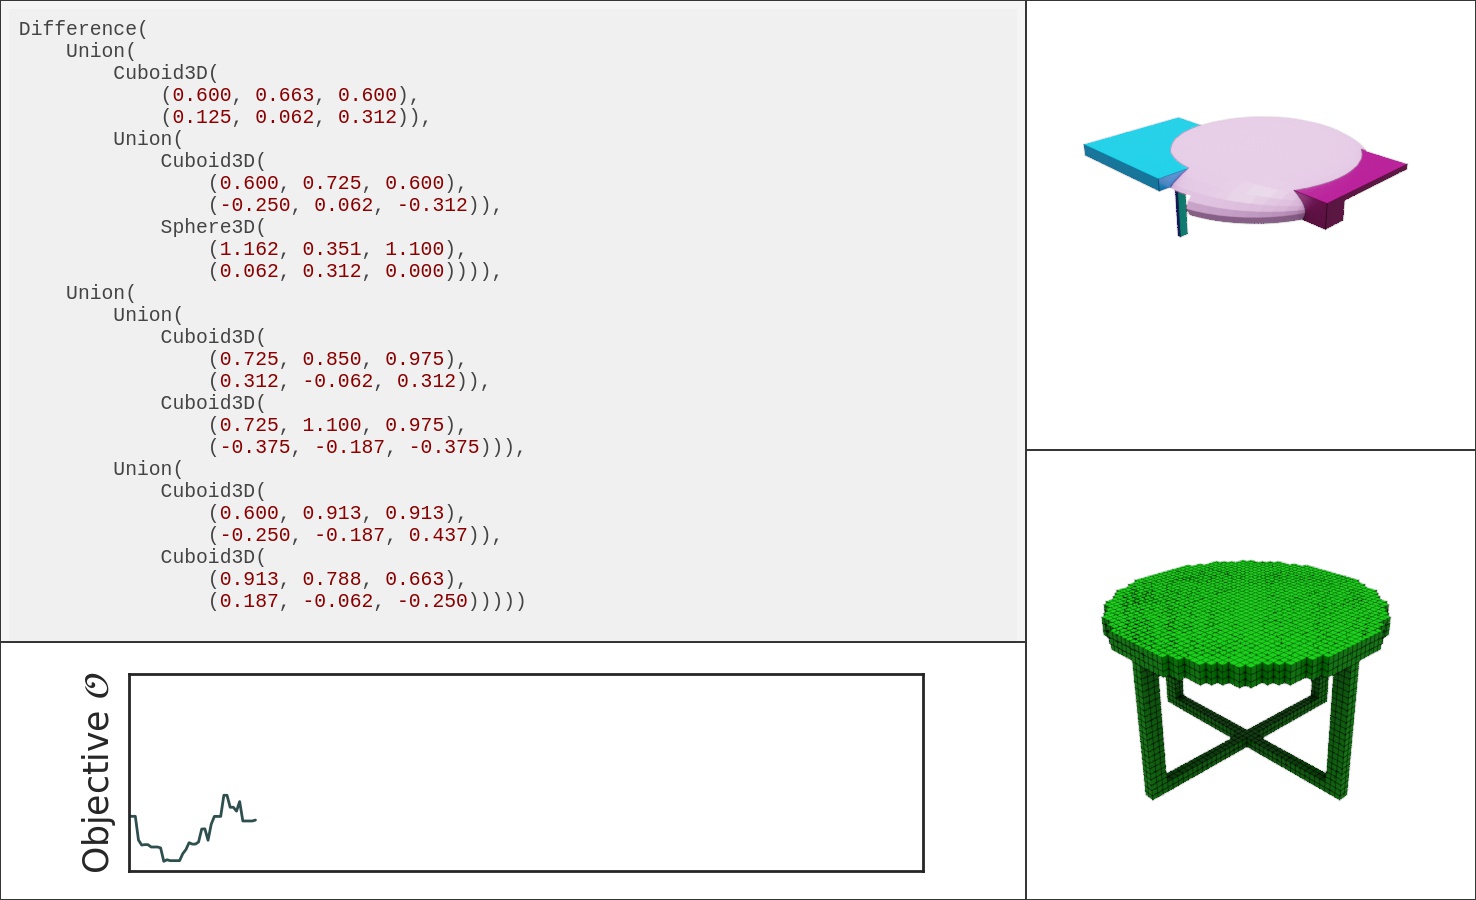 Difference(
    Union(
        Cuboid3D(
            (0.600, 0.663, 0.600),
            (0.125, 0.062, 0.312)),
        Union(
            Cuboid3D(
                (0.600, 0.725, 0.600),
                (-0.250, 0.062, -0.312)),
            Sphere3D(
                (1.162, 0.351, 1.100),
                (0.062, 0.312, 0.000)))),
    Union(
        Union(
            Cuboid3D(
                (0.725, 0.850, 0.975),
                (0.312, -0.062, 0.312)),
            Cuboid3D(
                (0.725, 1.100, 0.975),
                (-0.375, -0.187, -0.375))),
        Union(
            Cuboid3D(
                (0.600, 0.913, 0.913),
                (-0.250, -0.187, 0.437)),
            Cuboid3D(
                (0.913, 0.788, 0.663),
                (0.187, -0.062, -0.250)))))
Objective 𝒪